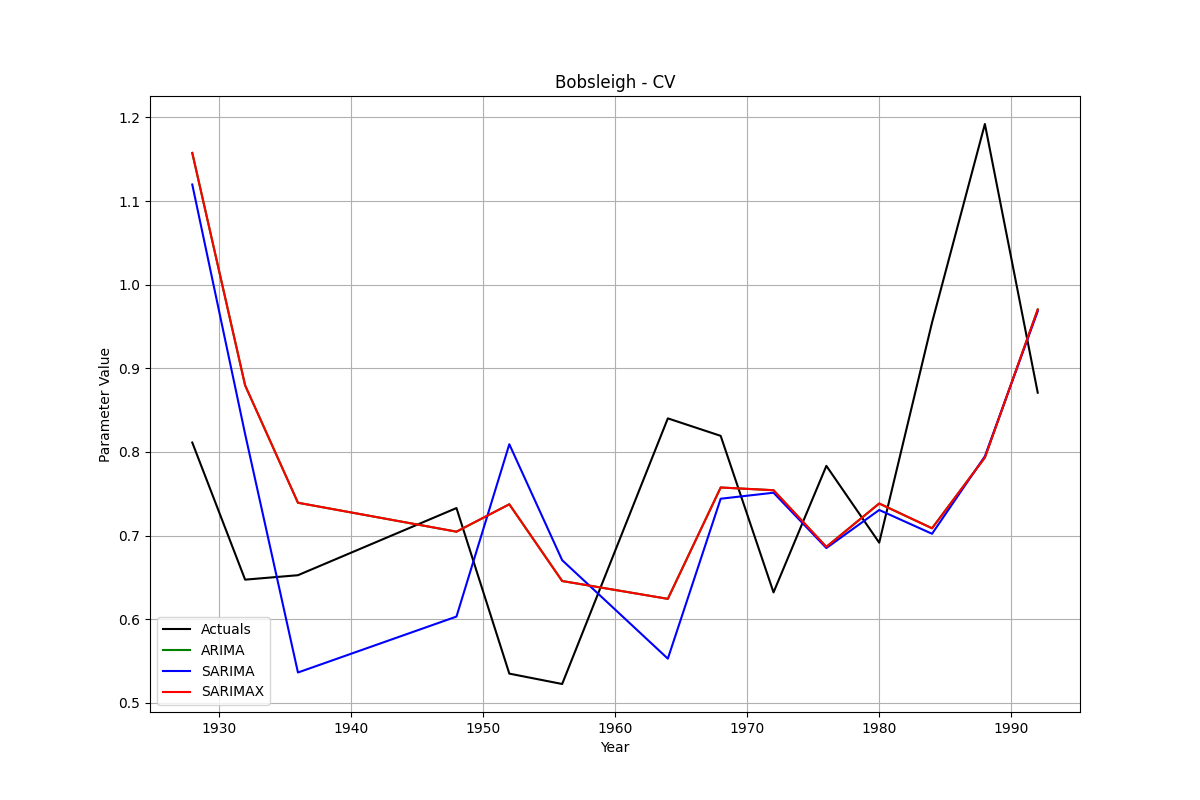 Bobsleigh - CV
1.2
1.1
1.0
0.9
0.8
0.7
0.6
0.5
Parameter Value
Actuals
ARIMA
SARIMA
SARIMAX
1930 1940 1950 1960 1970 1980 1990
Year